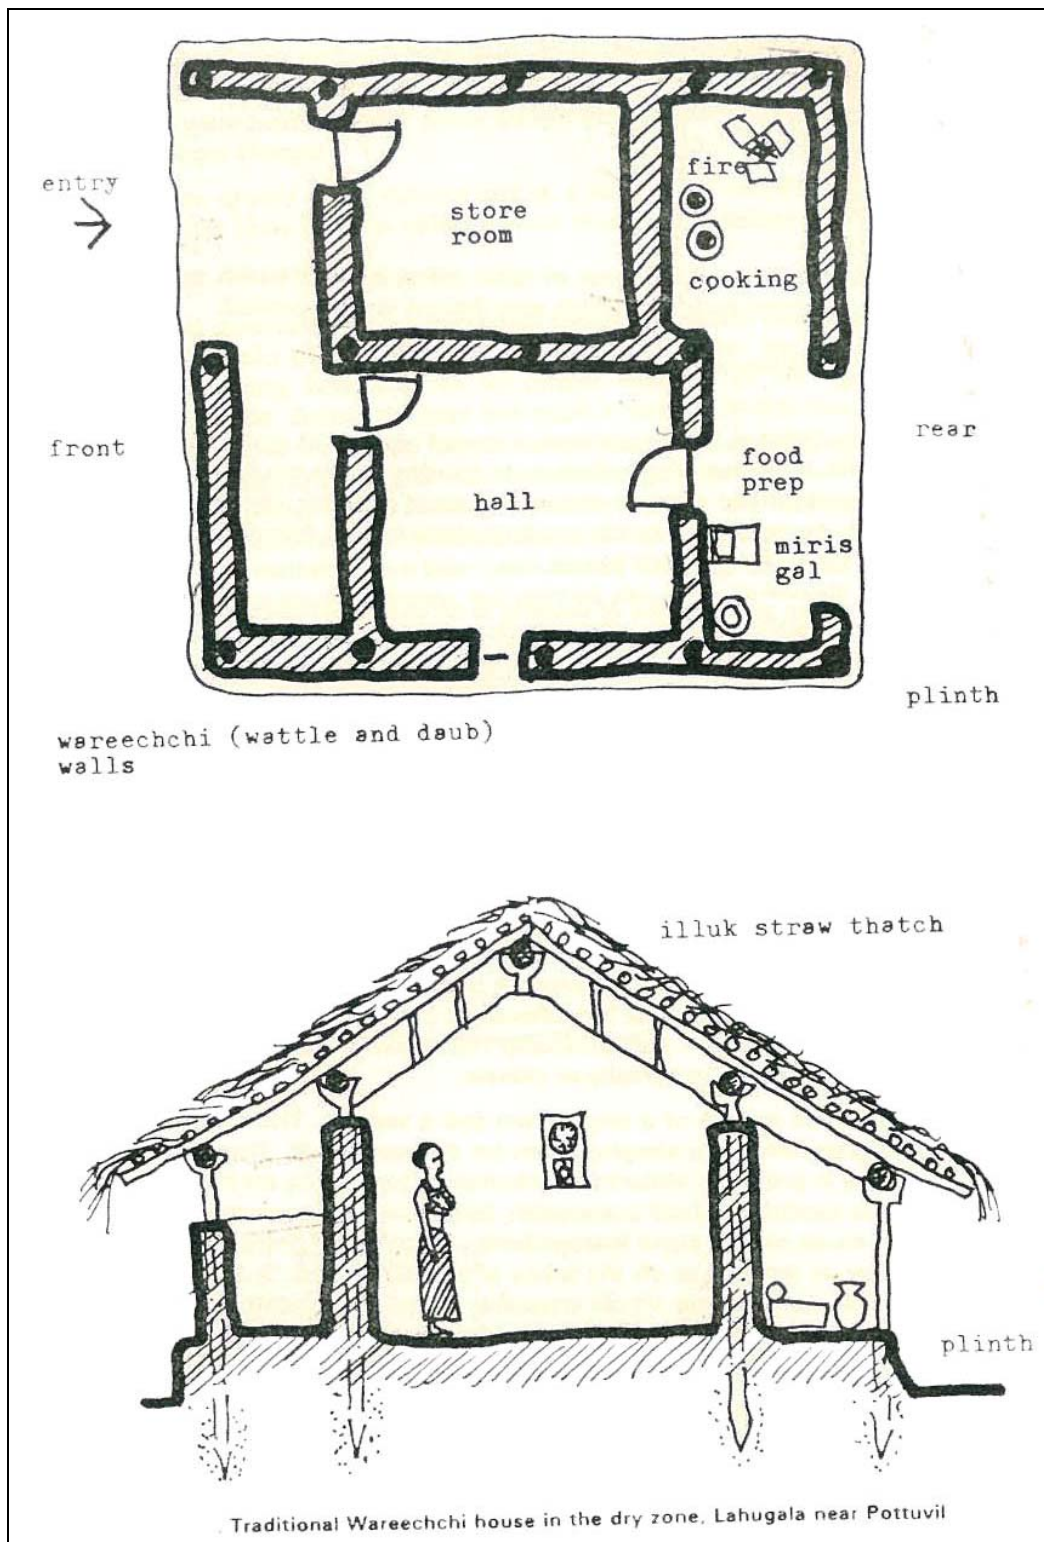 entry
fire
store
room
cooking
front
rear
food
prep
hall
miris
gal
plinth
wareechchi (wattle and daub)
walls
illuk straw thatch
plinth
Traditional Wareechchi house in the dry zone, Lahugala near Pottuvil